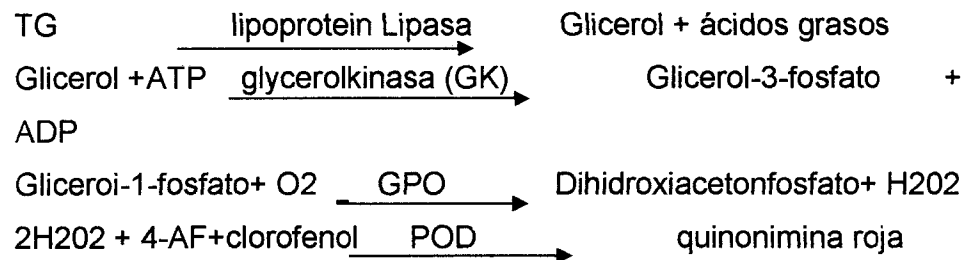 TG lipoprotein Lipasa Glicerol + ácidos grasos
Glicerol +ATP glycerolkinasa (GK) Glicerol-3-fosfato +
ADP
Gliceroi-1-fosfato+ O2 GPO Dihidroxiacetonfosfato+ H202
2H202 + 4-AF+clorofenol POD quinonimina roja